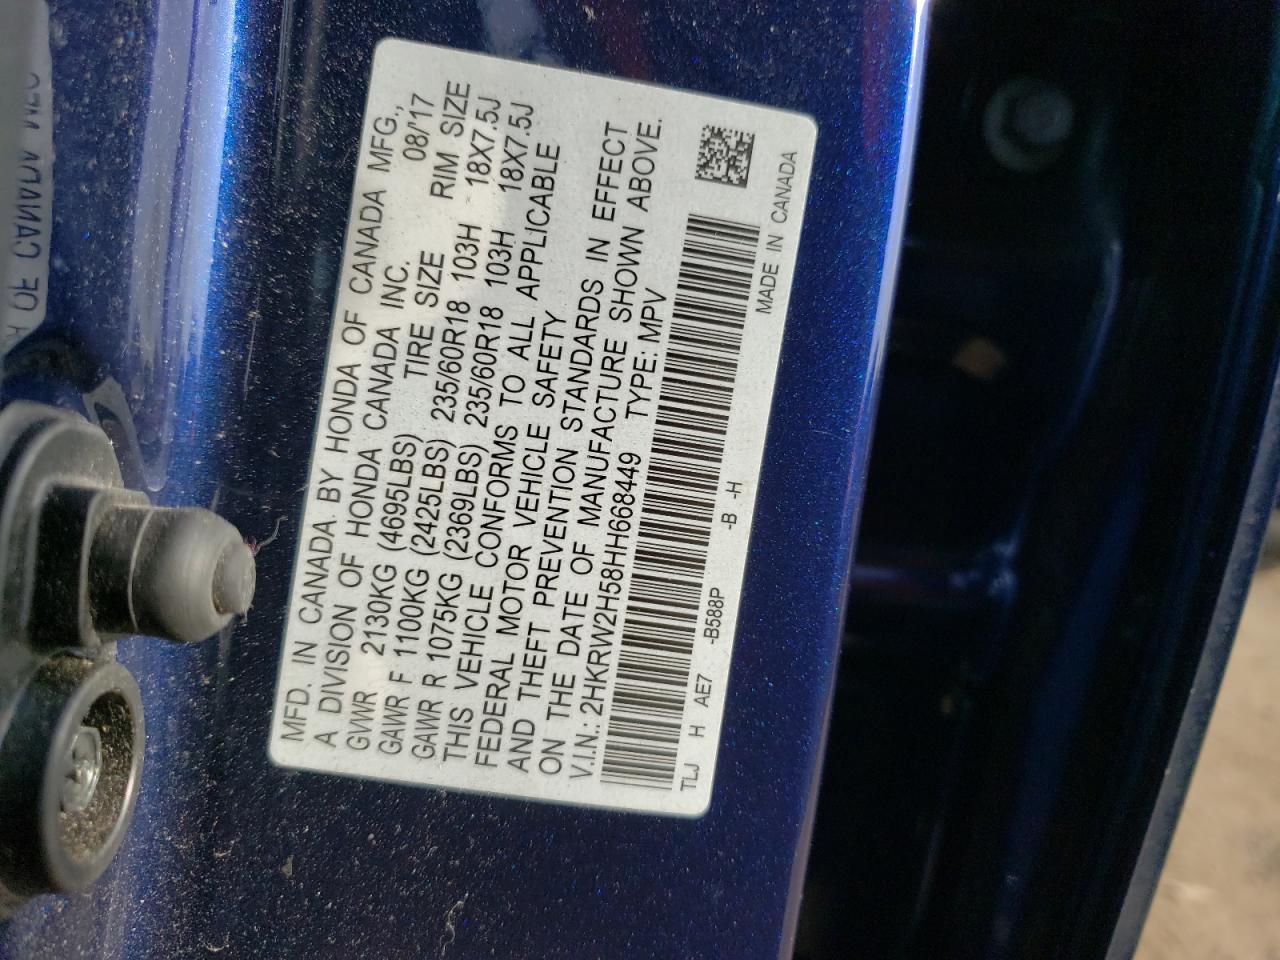 MFD. IN CANADA BY HONDA OF CANADA MFG.,
A DIVISION OF HONDA CANADA INC. 08/'17
GVWR 2130KG (4695LBS) TIRE SIZE RIM SIZE
GAWR F 1100KG (2425LBS) 235/60R18 103H 18X7.5J
GAWR R 1075KG (2369LBS) 235/60R18 103H 18X7.5J
THIS VEHICLE CONFORMS TO ALL APPLICABLE
FEDERAL MOTOR VEHICLE SAFETY
AND THEFT PREVENTION STANDARDS IN EFFECT
ON THE DATE OF MANUFACTURE SHOWN ABOVE.
V.I.N.: 2HKRW2H58HH668449 TYPE: MPV
TLJ H AE7 -B588P -B -H MADE IN CANADA
OF CANADA